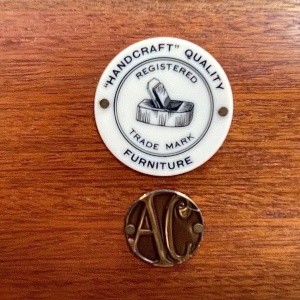 "HANDCRAFT" QUALITY
REGISTERED
TRADE MARK
FURNITURE
AC